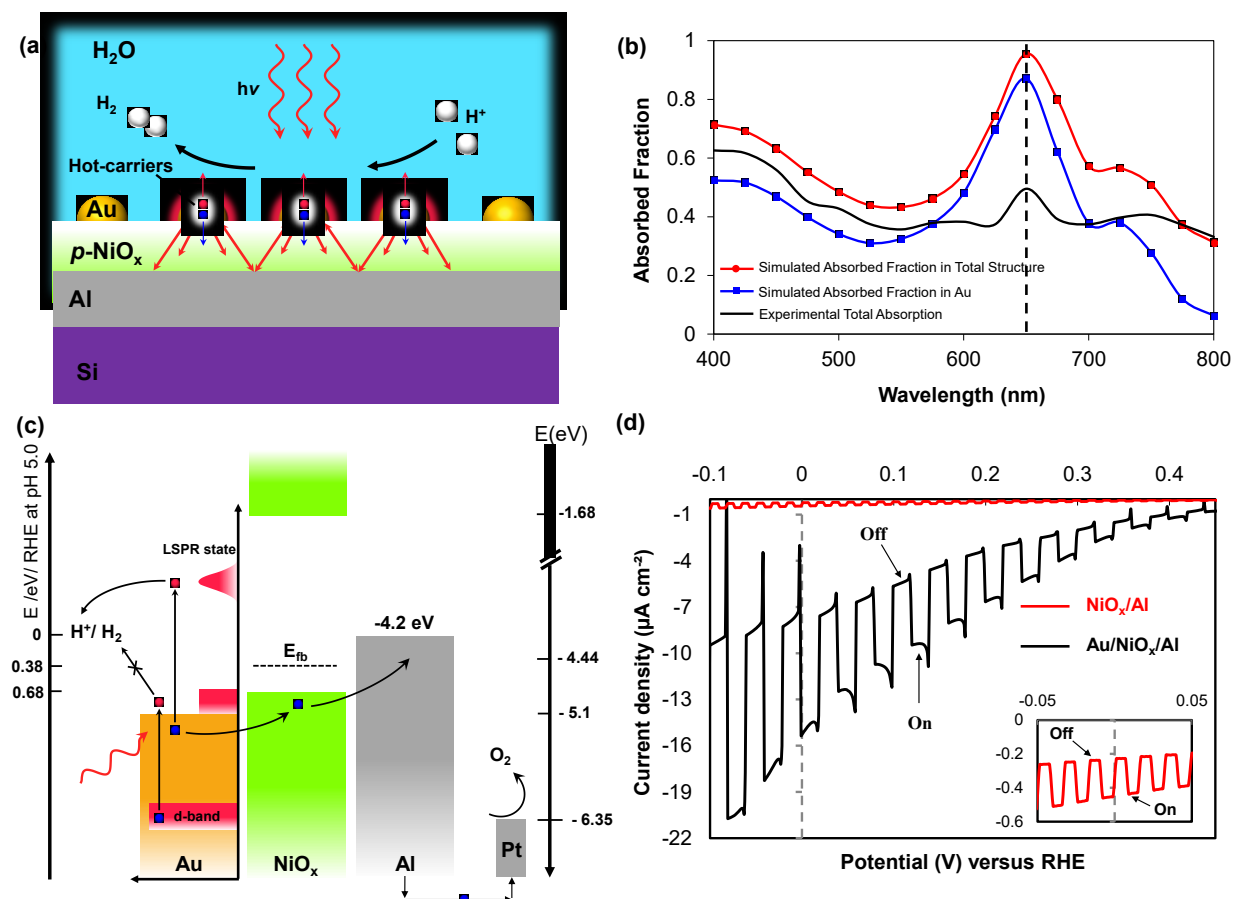 (a)
H₂O
hv
H₂
H⁺
Hot-carriers
Au
p-NiOₓ
Al
Si
(b)
Absorbed Fraction
1
0.8
0.6
0.4
0.2
0
Simulated Absorbed Fraction in Total Structure
Simulated Absorbed Fraction in Au
Experimental Total Absorption
400 500 600 700 800
Wavelength (nm)
(c)
E /eV/ RHE at pH 5.0
E(eV)
LSPR state
-1.68
H⁺/ H₂
0
0.38
0.68
E_fb
-4.2 eV
-4.44
- 5.1
O₂
- 6.35
d-band
Au
NiOₓ
Al
Pt
(d)
-0.1 0 0.1 0.2 0.3 0.4
Current density (µA cm⁻²)
-1
-4
-7
-10
-13
-16
-19
-22
Off
On
NiOₓ/Al
Au/NiOₓ/Al
-0.05 0.05
0
-0.2
-0.4
-0.6
Off
On
Potential (V) versus RHE